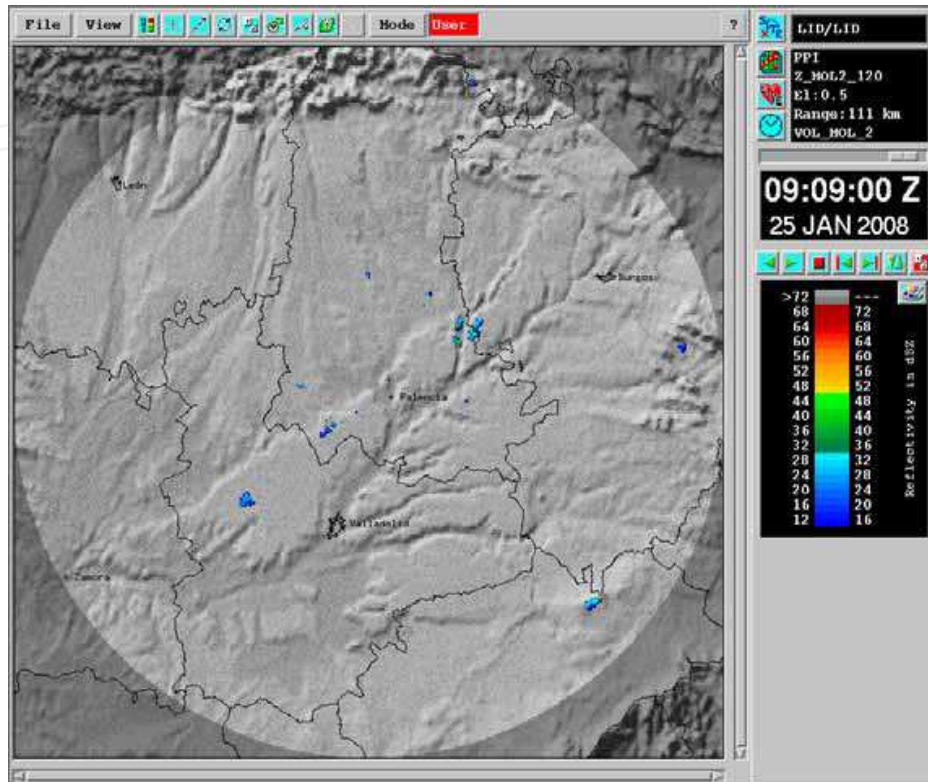 File View Mode User ?
LID/LID
PPI
Z_MOL2_120
El:0.5
Range:111 km
VOL_MOL_2
09:09:00 Z
25 JAN 2008
León
Burgos
Palencia
Valladolid
Zamora
>72 ---
68 72
64 68
60 64
56 60
52 56
48 52
44 48
40 44
36 40
32 36
28 32
24 28
20 24
16 20
12 16
Reflectivity in dBZ